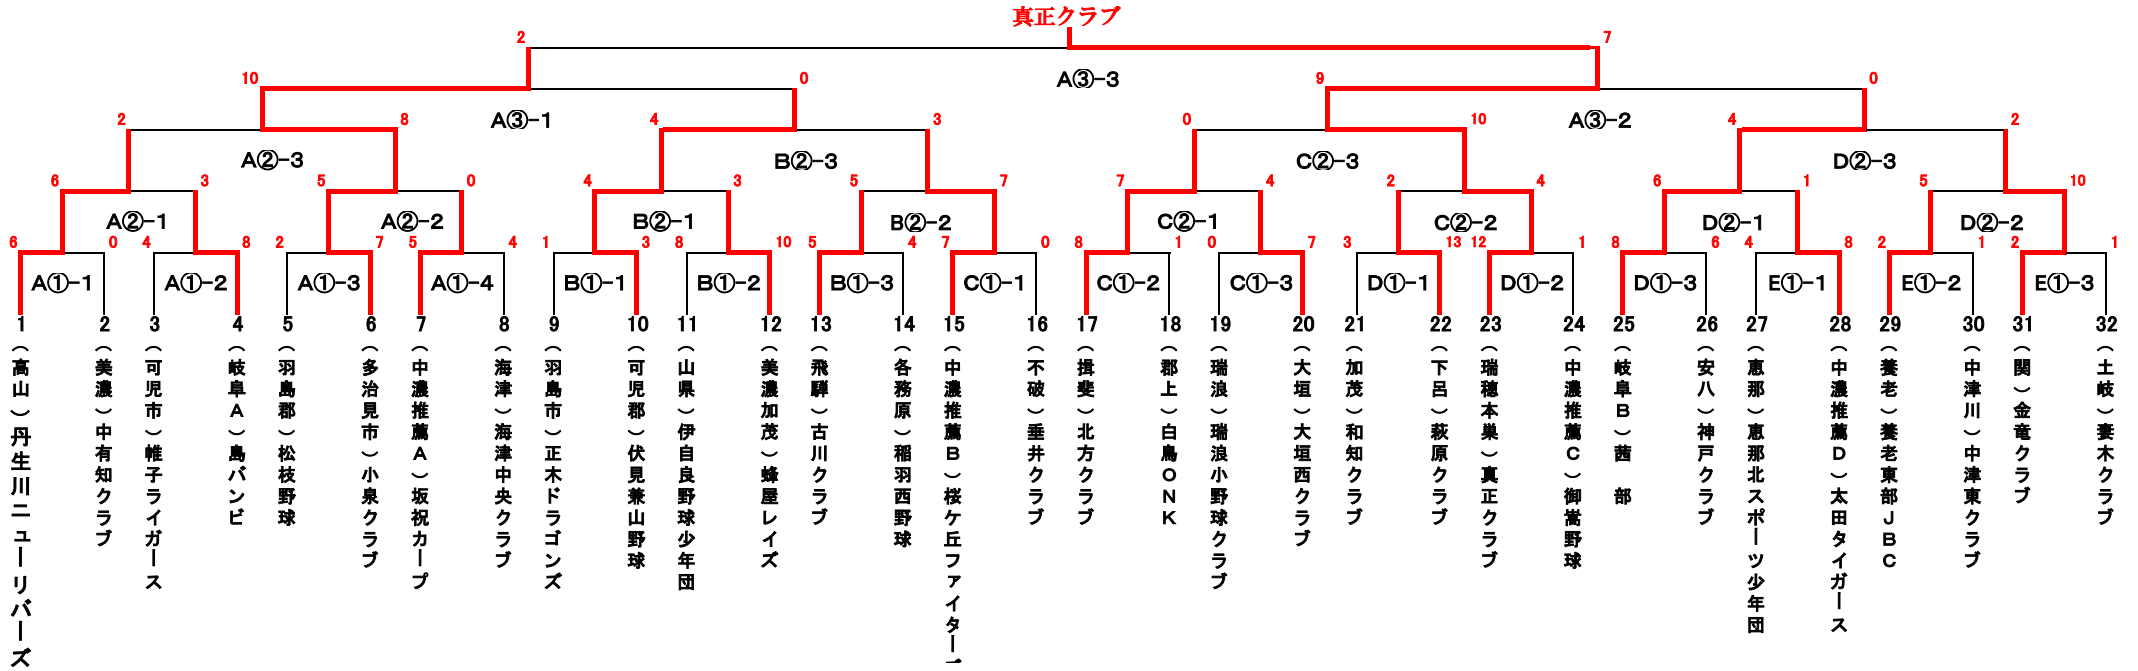 真正クラブ
2 7
A③-3
10 0 9 0
A③-1 A③-2
2 8 4 3 0 10 4 2
A②-3 B②-3 C②-3 D②-3
6 3 5 0 4 3 5 7 7 4 2 4 6 1 5 10
A②-1 A②-2 B②-1 B②-2 C②-1 C②-2 D②-1 D②-2
6 0 4 8 2 7 5 4 1 3 8 10 5 4 7 0 8 1 0 7 3 13 12 1 8 6 4 8 2 1 2 1
A①-1 A①-2 A①-3 A①-4 B①-1 B①-2 B①-3 C①-1 C①-2 C①-3 D①-1 D①-2 D①-3 E①-1 E①-2 E①-3
1 2 3 4 5 6 7 8 9 10 11 12 13 14 15 16 17 18 19 20 21 22 23 24 25 26 27 28 29 30 31 32
(高山)丹生川ニューリバーズ
(美濃)中有知クラブ
(可児市)帷子ライガース
(岐阜A)島バンビ
(羽島郡)松枝野球
(多治見市)小泉クラブ
(中濃推薦A)坂祝カープ
(海津)海津中央クラブ
(羽島市)正木ドラゴンズ
(可児郡)伏見兼山野球
(山県)伊自良野球少年団
(美濃加茂)蜂屋レイズ
(飛騨)古川クラブ
(各務原)稲羽西野球
(中濃推薦B)桜ケ丘ファイター
(不破)垂井クラブ
(揖斐)北方クラブ
(郡上)白鳥ONK
(瑞浪)瑞浪小野球クラブ
(大垣)大垣西クラブ
(加茂)和知クラブ
(下呂)萩原クラブ
(瑞穂本巣)真正クラブ
(中濃推薦C)御嵩野球
(岐阜B)茜 部
(安八)神戸クラブ
(恵那)恵那北スポーツ少年団
(中濃推薦D)太田タイガース
(養老)養老東部JBC
(中津川)中津東クラブ
(関)金竜クラブ
(土岐)妻木クラブ